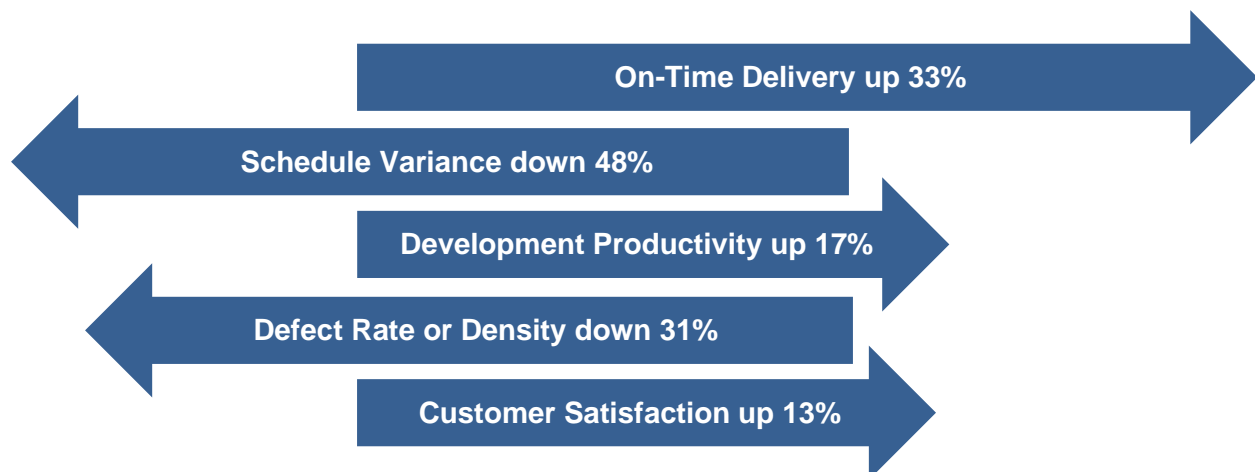 On-Time Delivery up 33%
Schedule Variance down 48%
Development Productivity up 17%
Defect Rate or Density down 31%
Customer Satisfaction up 13%